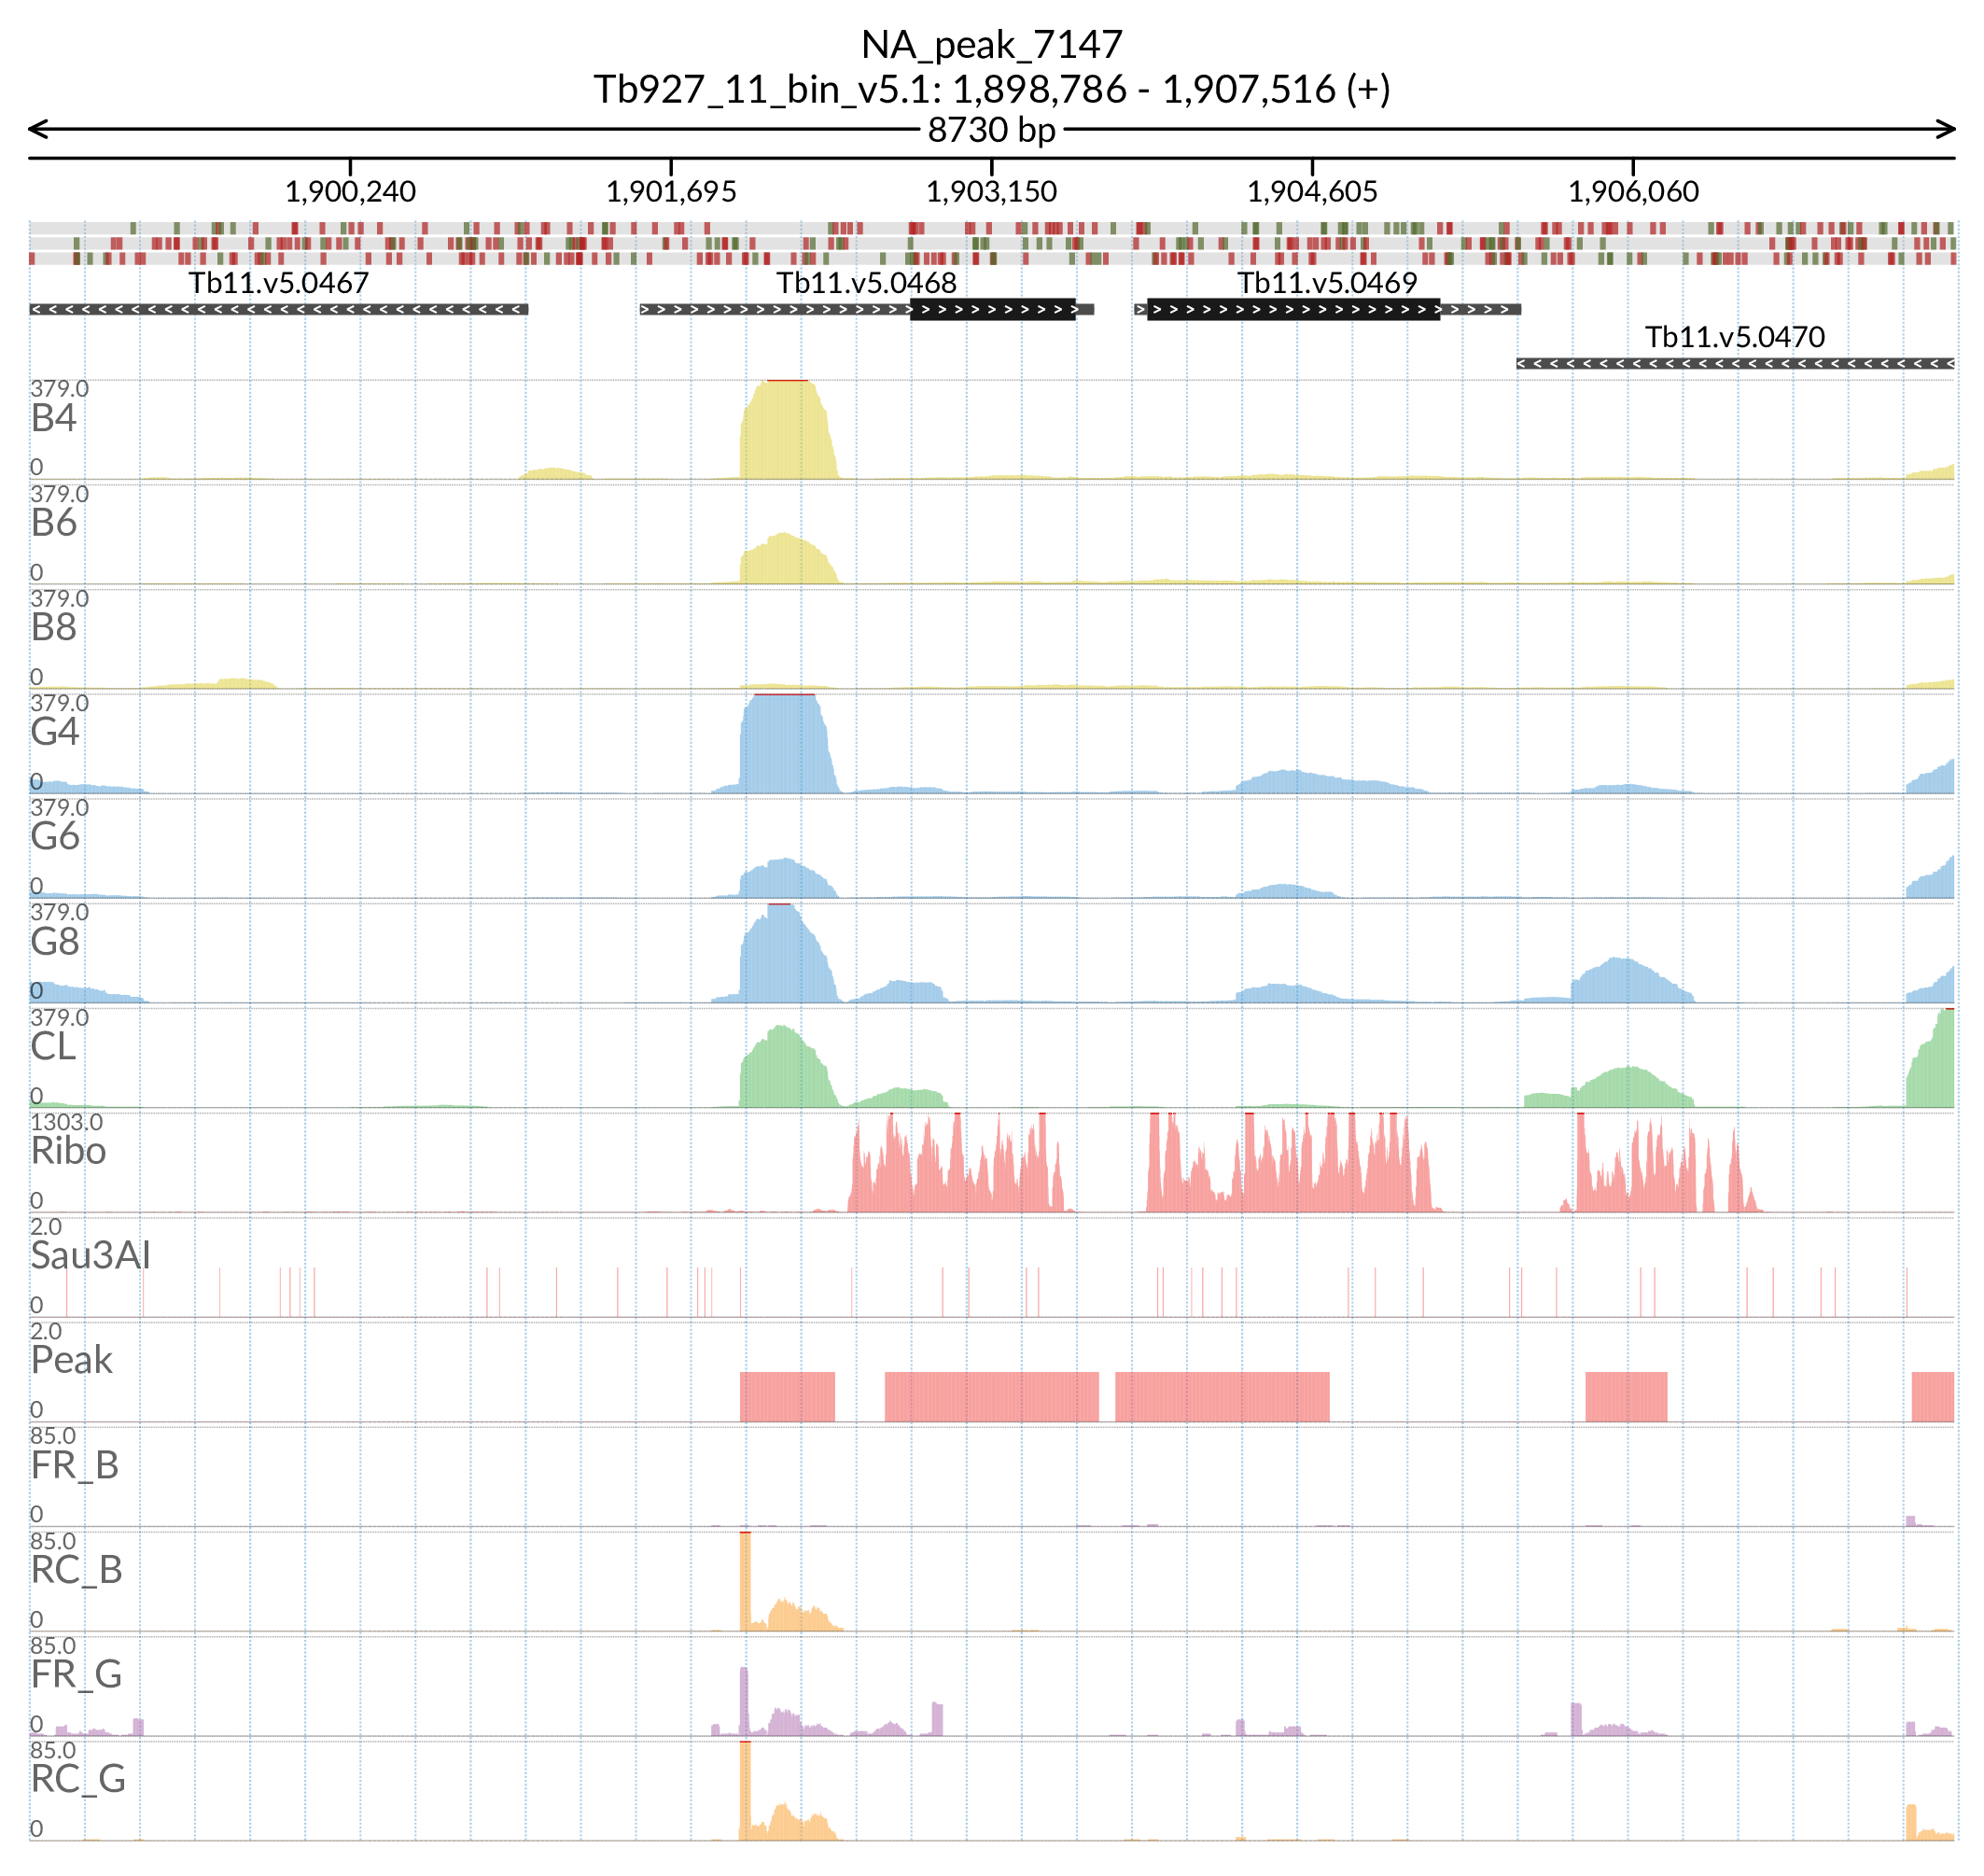 NA_peak_7147
Tb927_11_bin_v5.1: 1,898,786 - 1,907,516 (+)
8730 bp
1,900,240 1,901,695 1,903,150 1,904,605 1,906,060
Tb11.v5.0467 Tb11.v5.0468 Tb11.v5.0469
Tb11.v5.0470
379.0
B4
0
379.0
B6
0
379.0
B8
0
379.0
G4
0
379.0
G6
0
379.0
G8
0
379.0
CL
0
1303.0
Ribo
0
2.0
Sau3AI
0
2.0
Peak
0
85.0
FR_B
0
85.0
RC_B
0
85.0
FR_G
0
85.0
RC_G
0